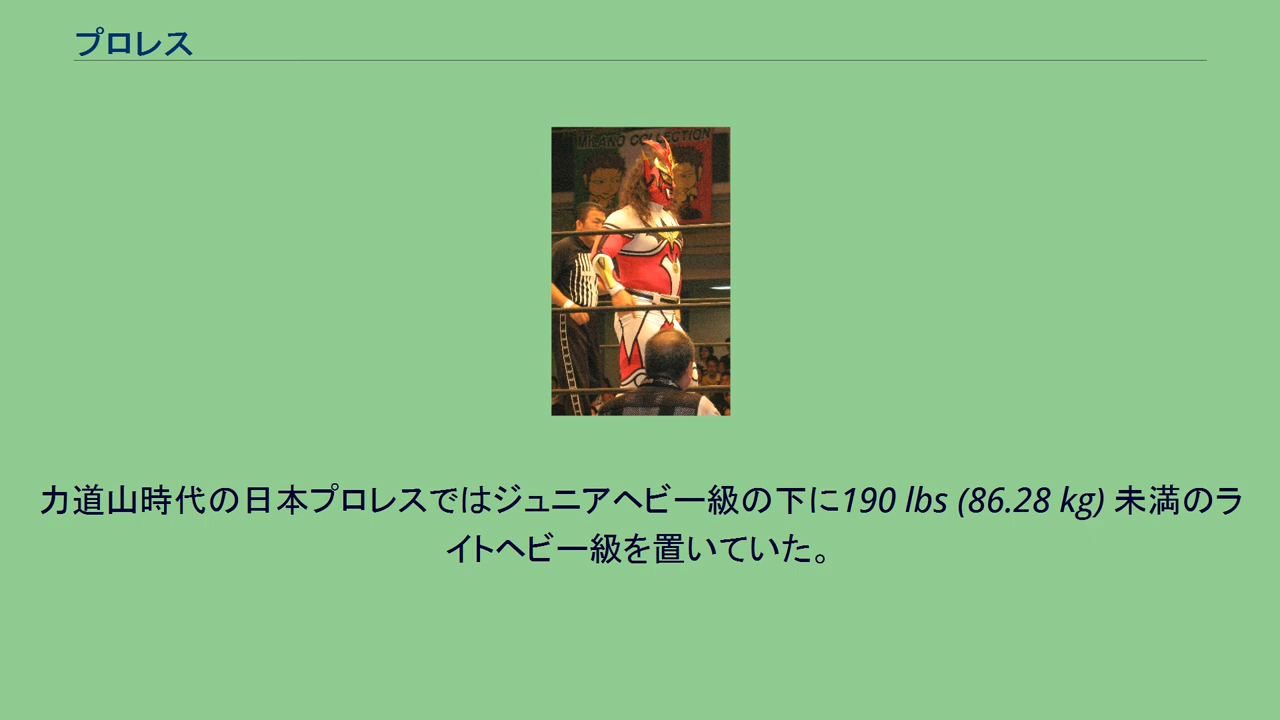 プロレス
MILANO COLLECTION
力道山時代の日本プロレスではジュニアヘビー級の下に190 lbs (86.28 kg) 未満のラ
イトヘビー級を置いていた。